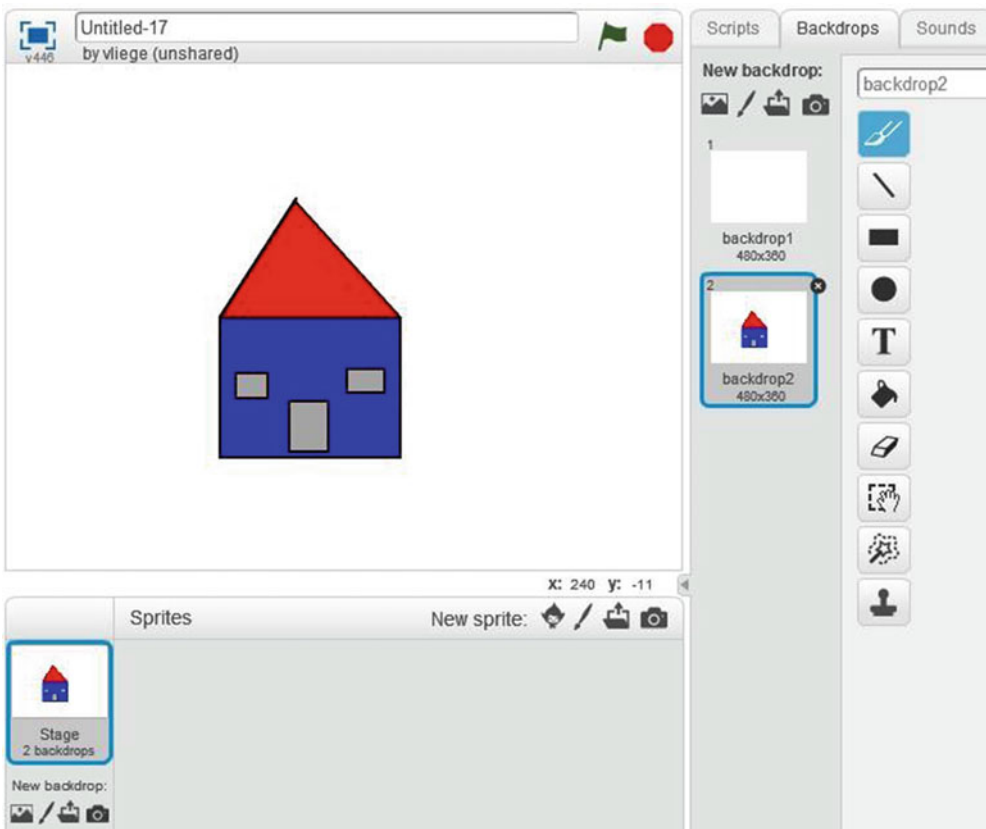 Untitled-17
v446
by vliege (unshared)
Scripts
Backdrops
Sounds
New backdrop:
backdrop2
1
backdrop1
480x360
2
backdrop2
480x360
T
x: 240 y: -11
Sprites
New sprite:
Stage
2 backdrops
New backdrop: